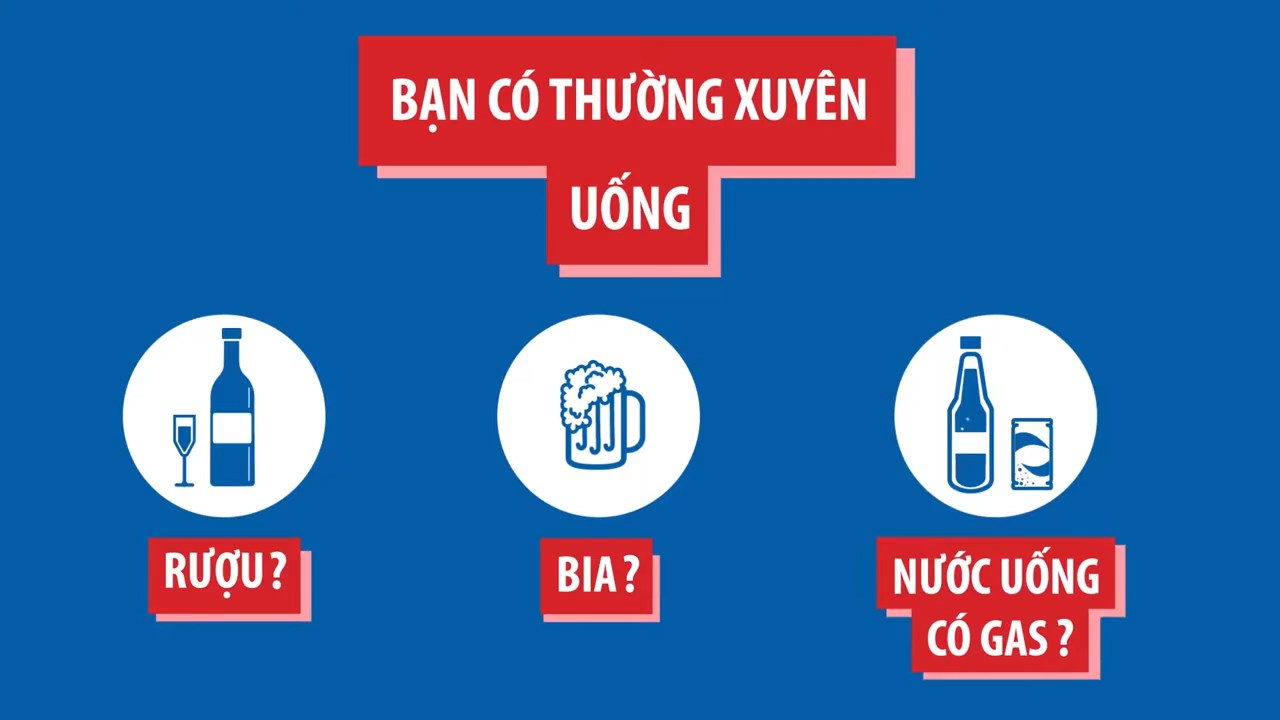 BẠN CÓ THƯỜNG XUYÊN
UỐNG
RƯỢU?
BIA?
NƯỚC UỐNG
CÓ GAS ?